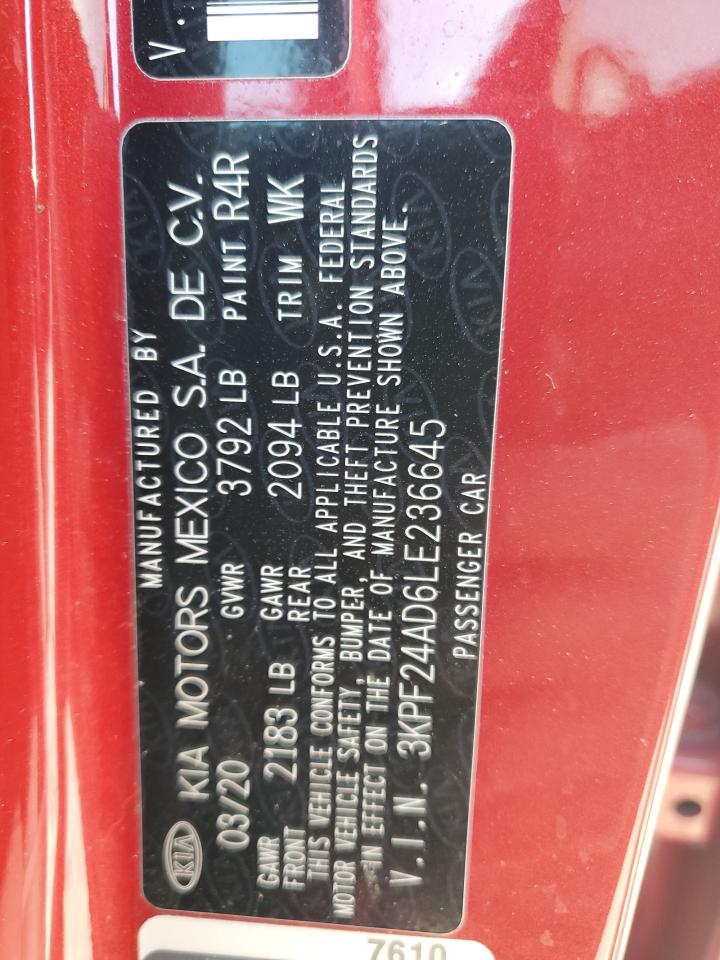 V.
MANUFACTURED BY
KIA KIA MOTORS MEXICO S.A. DE C.V.
03/20 GVWR 3792 LB PAINT R4R
GAWR FRONT 2183 LB GAWR REAR 2094 LB TRIM WK
THIS VEHICLE CONFORMS TO ALL APPLICABLE U.S.A. FEDERAL
MOTOR VEHICLE SAFETY, BUMPER, AND THEFT PREVENTION STANDARDS
IN EFFECT ON THE DATE OF MANUFACTURE SHOWN ABOVE.
V.I.N. 3KPF24AD6LE236645
PASSENGER CAR
7610